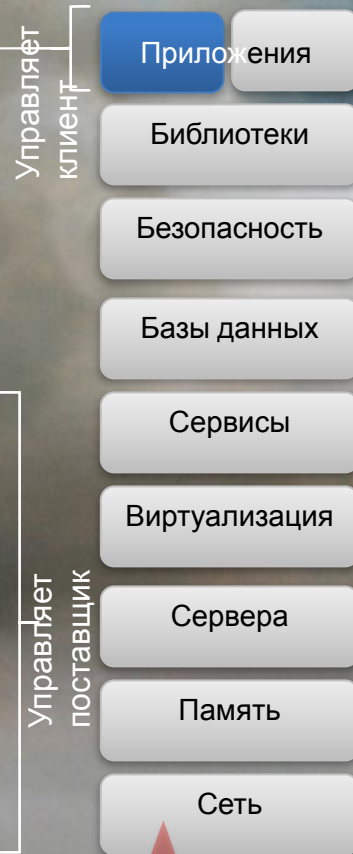 Управляет
клиент
Приложения
Библиотеки
Безопасность
Базы данных
Сервисы
Виртуализация
Управляет
поставщик
Сервера
Память
Сеть